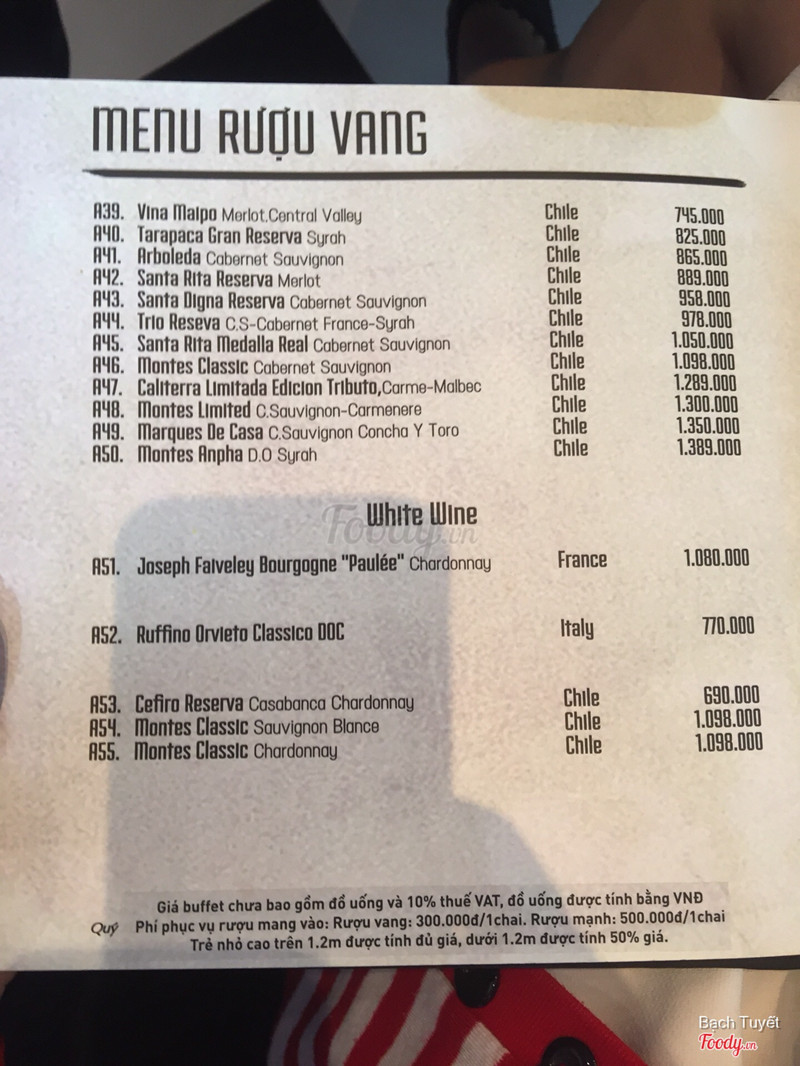 MENU RƯỢU VANG
A39. Vina Maipo Merlot.Central Valley Chile 745.000
A40. Tarapaca Gran Reserva Syrah Chile 825.000
A41. Arboleda Cabernet Sauvignon Chile 865.000
A42. Santa Rita Reserva Merlot Chile 889.000
A43. Santa Digna Reserva Cabernet Sauvignon Chile 958.000
A44. Trio Reseva C.S-Cabernet France-Syrah Chile 978.000
A45. Santa Rita Medalla Real Cabernet Sauvignon Chile 1.050.000
A46. Montes Classic Cabernet Sauvignon Chile 1.098.000
A47. Caliterra Limitada Edicion Tributo,Carme-Malbec Chile 1.289.000
A48. Montes Limited C.Sauvignon-Carmenere Chile 1.300.000
A49. Marques De Casa C.Sauvignon Concha Y Toro Chile 1.350.000
A50. Montes Anpha D.O Syrah Chile 1.389.000
White Wine
Foody.vn
A51. Joseph Faiveley Bourgogne "Paulée" Chardonnay France 1.080.000
A52. Ruffino Orvieto Classico DOC Italy 770.000
A53. Cefiro Reserva Casabanca Chardonnay Chile 690.000
A54. Montes Classic Sauvignon Blance Chile 1.098.000
A55. Montes Classic Chardonnay Chile 1.098.000
Giá buffet chưa bao gồm đồ uống và 10% thuế VAT, đồ uống được tính bằng VNĐ
Quý Phí phục vụ rượu mang vào: Rượu vang: 300.000đ/1chai. Rượu mạnh: 500.000đ/1chai
Trẻ nhỏ cao trên 1.2m được tính đủ giá, dưới 1.2m được tính 50% giá.
Bạch Tuyết
Foody.vn